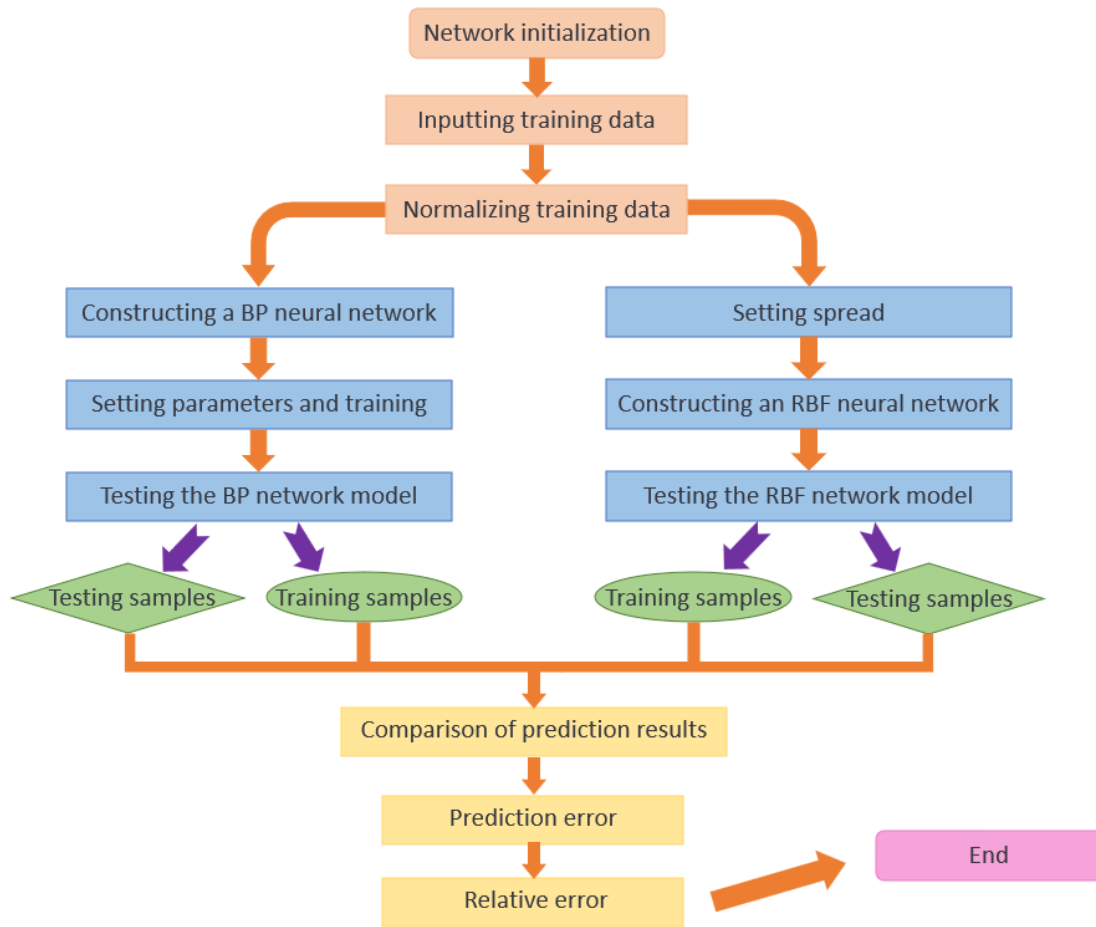 Network initialization
Inputting training data
Normalizing training data
Constructing a BP neural network
Setting spread
Setting parameters and training
Constructing an RBF neural network
Testing the BP network model
Testing the RBF network model
Testing samples
Training samples
Training samples
Testing samples
Comparison of prediction results
Prediction error
End
Relative error